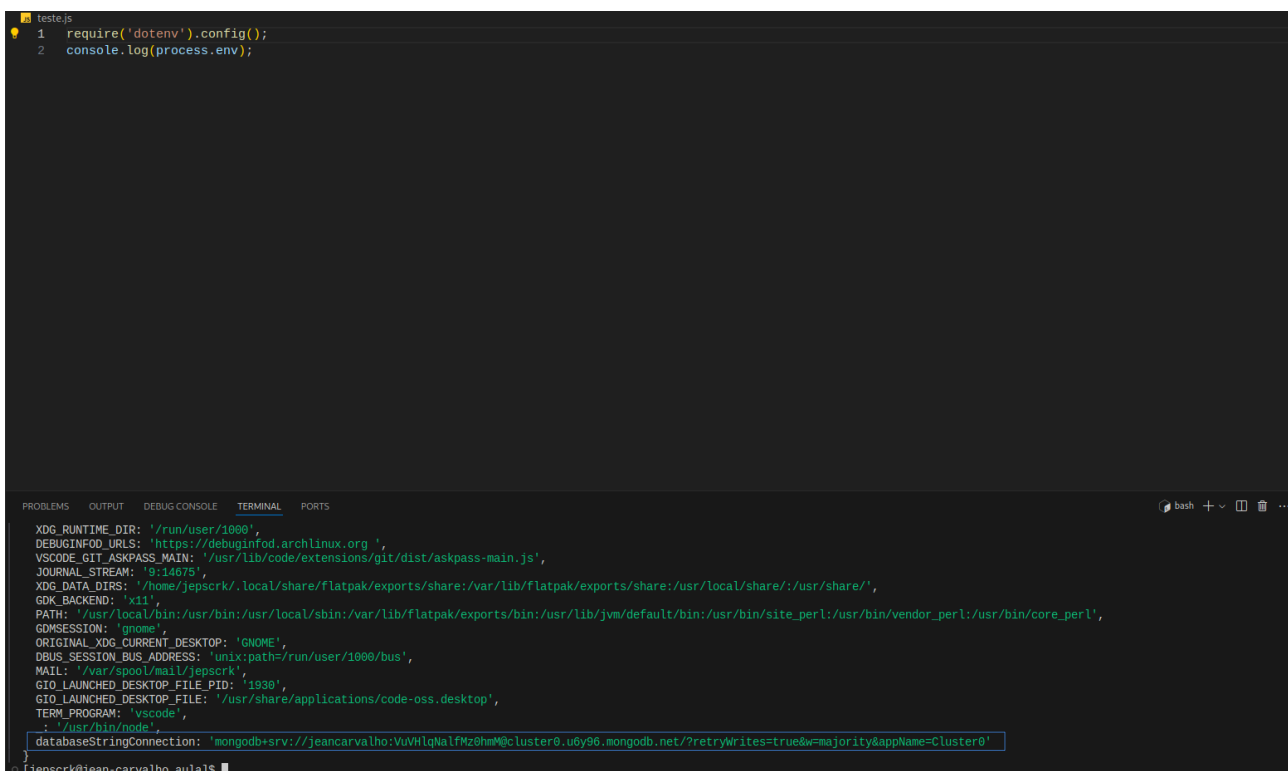 JS teste.js
1 require('dotenv').config();
2 console.log(process.env);
PROBLEMS OUTPUT DEBUG CONSOLE TERMINAL PORTS bash
XDG_RUNTIME_DIR: '/run/user/1000',
DEBUGINFOD_URLS: 'https://debuginfod.archlinux.org ',
VSCODE_GIT_ASKPASS_MAIN: '/usr/lib/code/extensions/git/dist/askpass-main.js',
JOURNAL_STREAM: '9:14675',
XDG_DATA_DIRS: '/home/jepscrk/.local/share/flatpak/exports/share:/var/lib/flatpak/exports/share:/usr/local/share/:/usr/share/',
GDK_BACKEND: 'x11',
PATH: '/usr/local/bin:/usr/bin:/usr/local/sbin:/var/lib/flatpak/exports/bin:/usr/lib/jvm/default/bin:/usr/bin/site_perl:/usr/bin/vendor_perl:/usr/bin/core_perl',
GDMSESSION: 'gnome',
ORIGINAL_XDG_CURRENT_DESKTOP: 'GNOME',
DBUS_SESSION_BUS_ADDRESS: 'unix:path=/run/user/1000/bus',
MAIL: '/var/spool/mail/jepscrk',
GIO_LAUNCHED_DESKTOP_FILE_PID: '1930',
GIO_LAUNCHED_DESKTOP_FILE: '/usr/share/applications/code-oss.desktop',
TERM_PROGRAM: 'vscode',
_: '/usr/bin/node',
databaseStringConnection: 'mongodb+srv://jeancarvalho:VuVHlqNalfMz0hmM@cluster0.u6y96.mongodb.net/?retryWrites=true&w=majority&appName=Cluster0'
}
[jepscrk@jean-carvalho aula]$